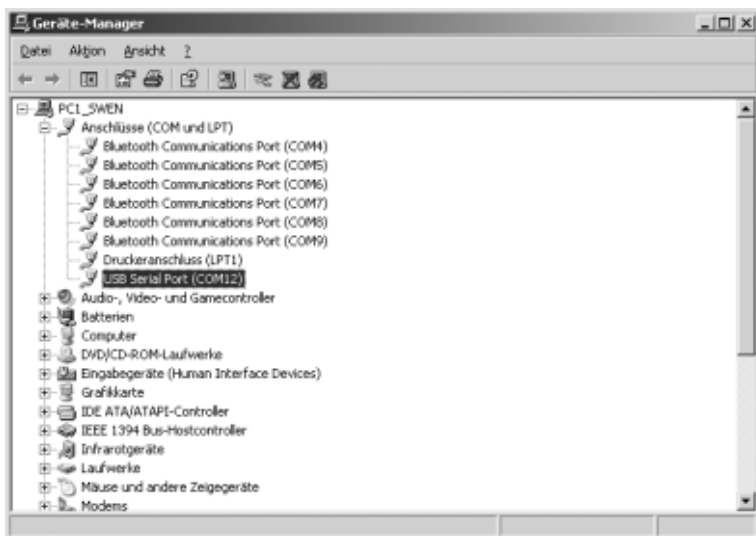 Geräte-Manager
Datei Aktion Ansicht ?
PC1_SWEN
Anschlüsse (COM und LPT)
Bluetooth Communications Port (COM4)
Bluetooth Communications Port (COM5)
Bluetooth Communications Port (COM6)
Bluetooth Communications Port (COM7)
Bluetooth Communications Port (COM8)
Bluetooth Communications Port (COM9)
Druckeranschluss (LPT1)
USB Serial Port (COM12)
Audio-, Video- und Gamecontroller
Batterien
Computer
DVD/CD-ROM-Laufwerke
Eingabegeräte (Human Interface Devices)
Grafikkarte
IDE ATA/ATAPI-Controller
IEEE 1394 Bus-Hostcontroller
Infrarotgeräte
Laufwerke
Mäuse und andere Zeigegeräte
Modems